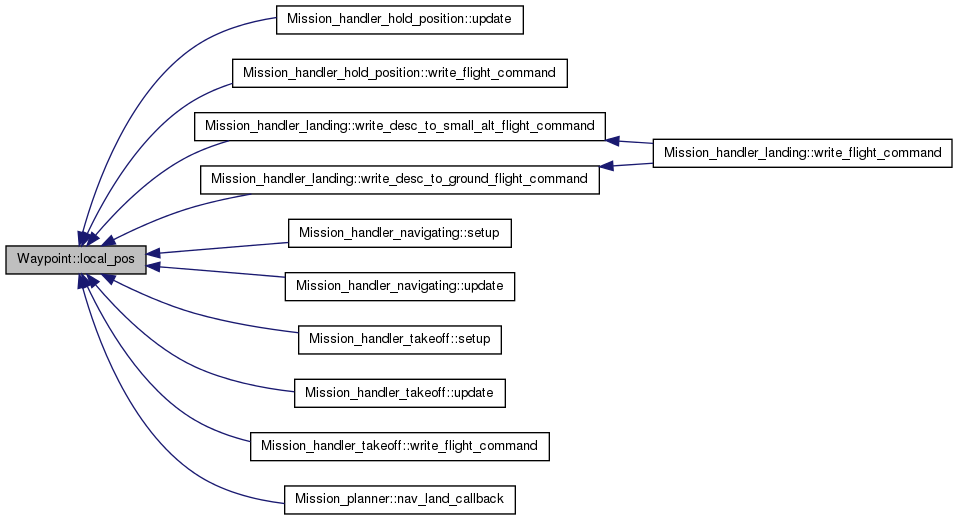 Mission_handler_hold_position::update
Mission_handler_hold_position::write_flight_command
Mission_handler_landing::write_desc_to_small_alt_flight_command
Mission_handler_landing::write_flight_command
Mission_handler_landing::write_desc_to_ground_flight_command
Mission_handler_navigating::setup
Waypoint::local_pos
Mission_handler_navigating::update
Mission_handler_takeoff::setup
Mission_handler_takeoff::update
Mission_handler_takeoff::write_flight_command
Mission_planner::nav_land_callback